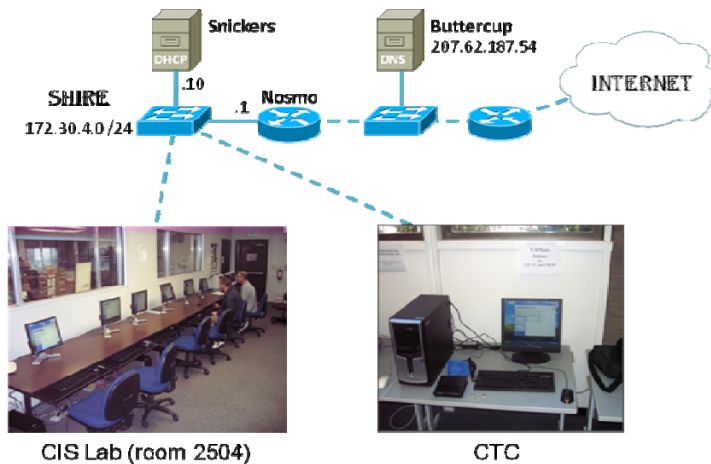 Snickers
DHCP
.10
SHIRE
172.30.4.0 /24
.1
Nosmo
Buttercup
207.62.187.54
DNS
INTERNET
CIS Lab (room 2504)
CTC